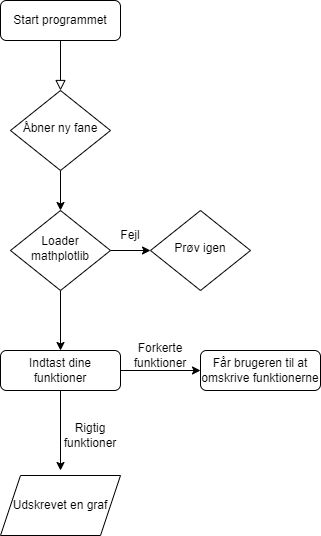 Start programmet
Åbner ny fane
Loader
mathplotlib
Fejl
Prøv igen
Indtast dine
funktioner
Forkerte
funktioner
Får brugeren til at
omskrive funktionerne
Rigtig
funktioner
Udskrevet en graf